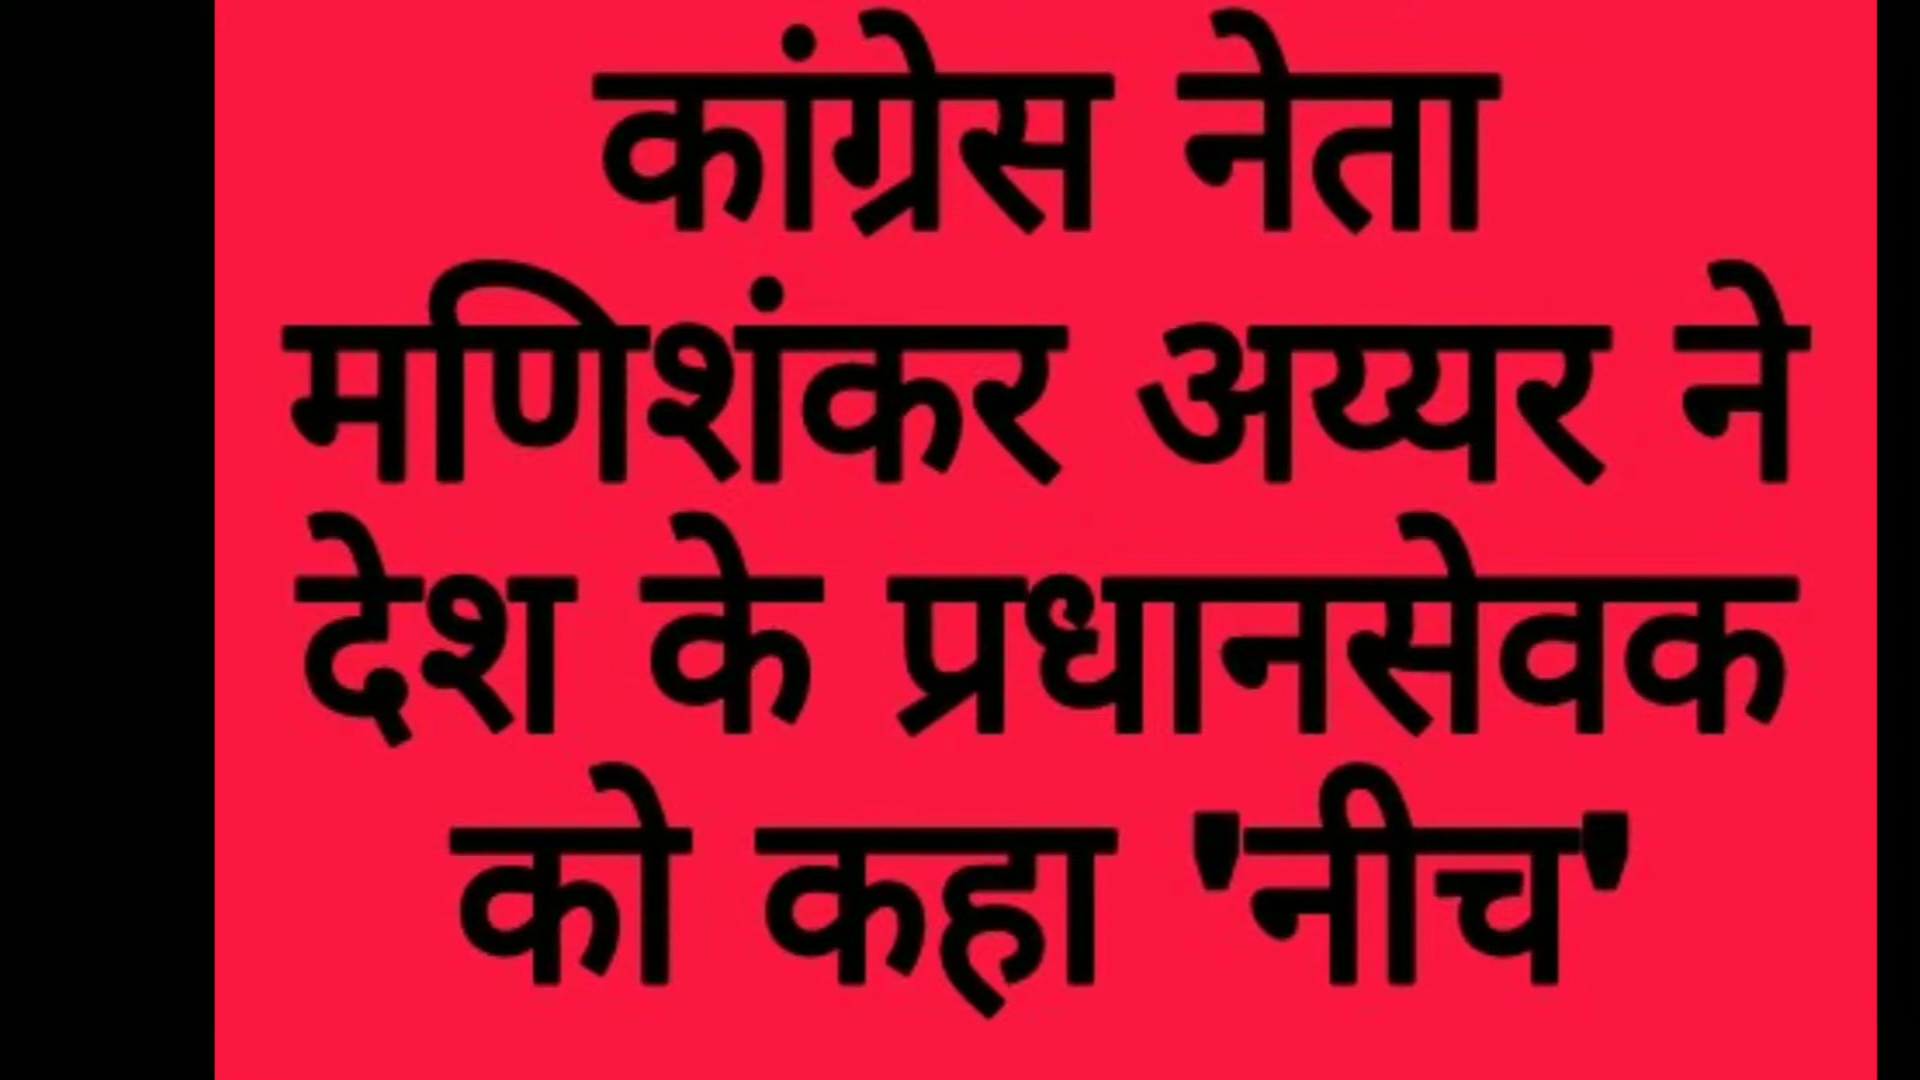 कांग्रेस नेता
मणिशंकर अय्यर ने
देश के प्रधानसेवक
को कहा 'नीच'